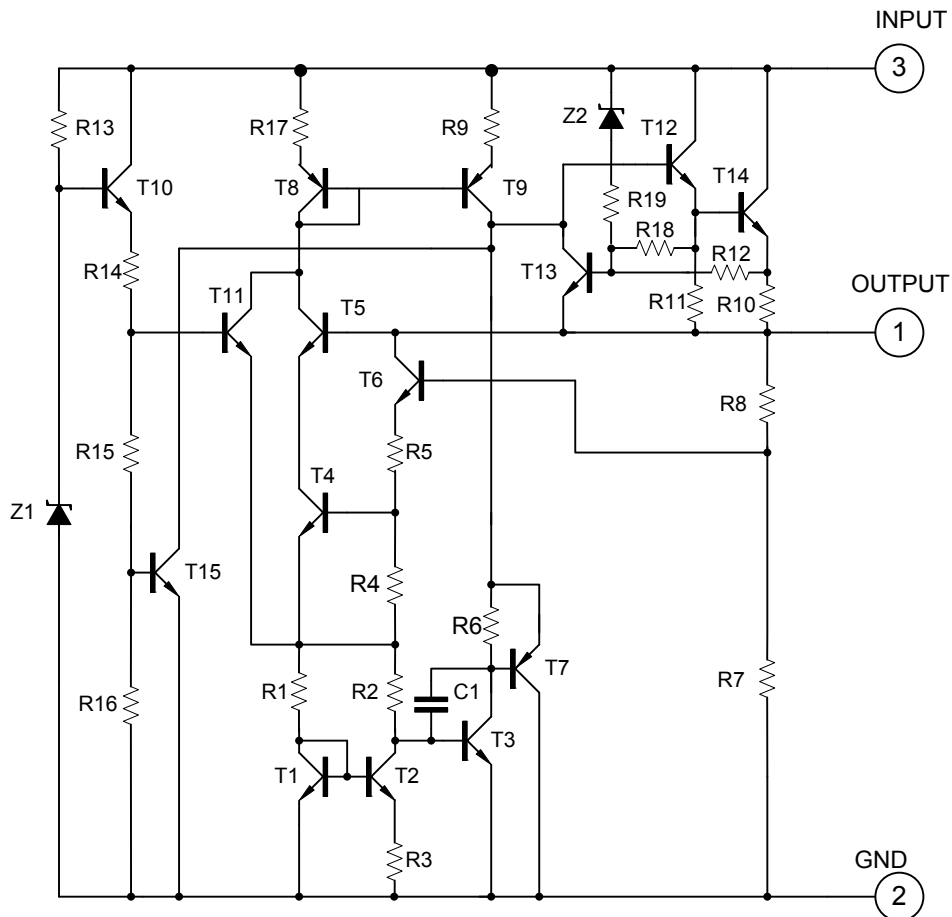 INPUT
3
R13
R17
R9
Z2
T12
T10
T8
T9
T14
R19
R18
R12
R14
T13
T11
T5
R11
R10
OUTPUT
1
T6
R8
R15
R5
T4
Z1
T15
R4
R6
T7
R1
R2
C1
R7
R16
T3
T1
T2
R3
GND
2